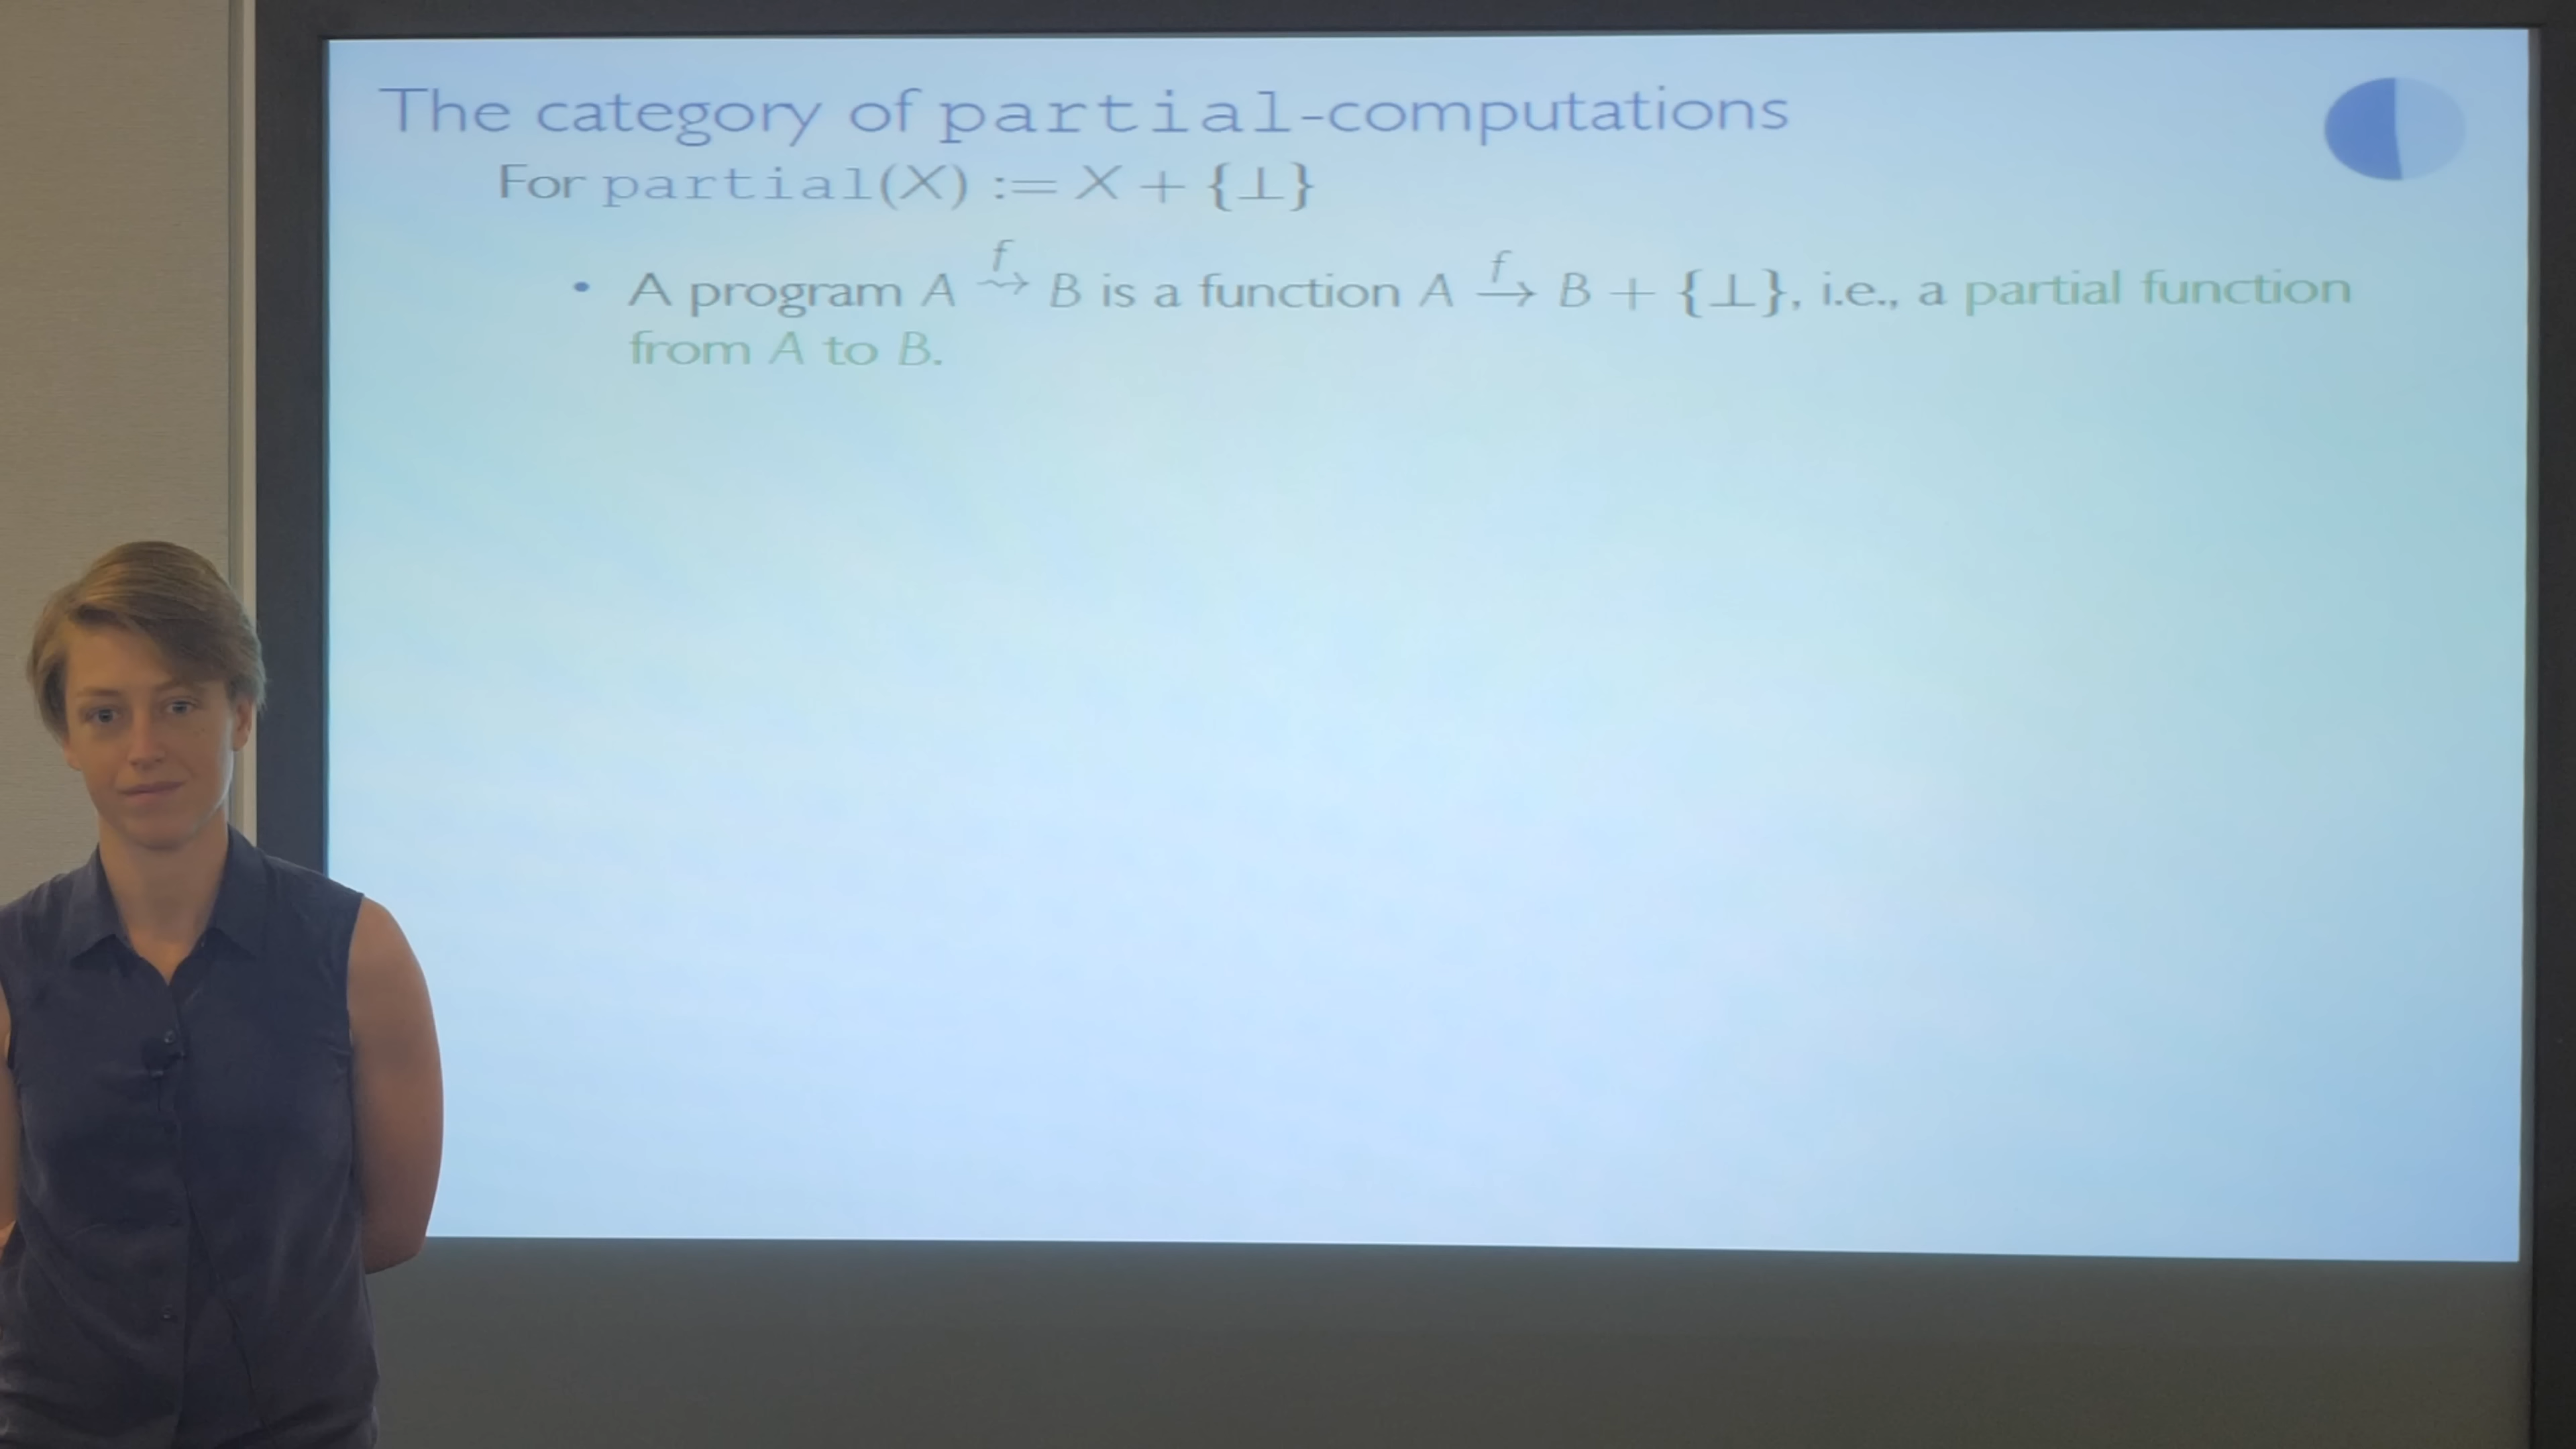 The category of partial-computations
For partial(X) := X + {⊥}
• A program A ⇝ᶠ B is a function A →ᶠ B + {⊥}, i.e., a partial function
from A to B.